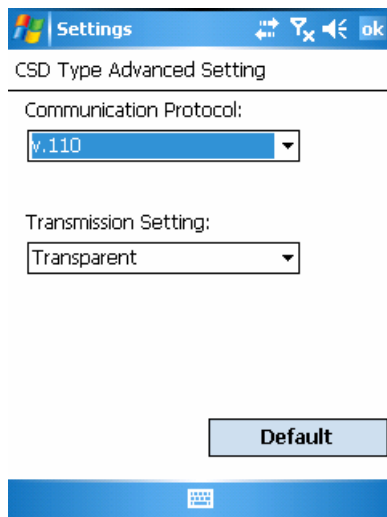 Settings
ok
CSD Type Advanced Setting
Communication Protocol:
v.110
Transmission Setting:
Transparent
Default